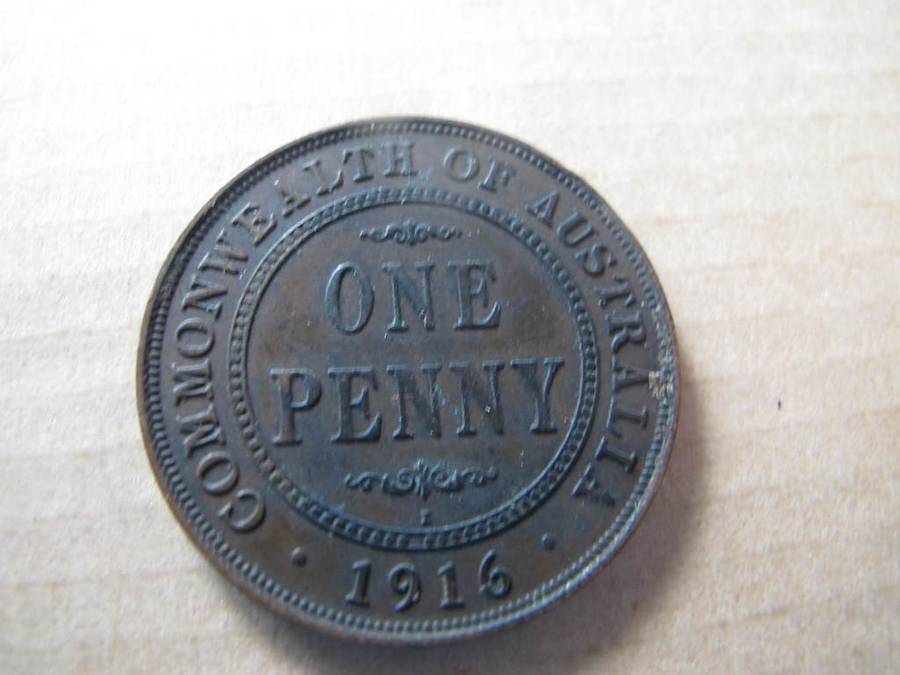 COMMONWEALTH OF AUSTRALIA
ONE
PENNY
I
· 1916 ·